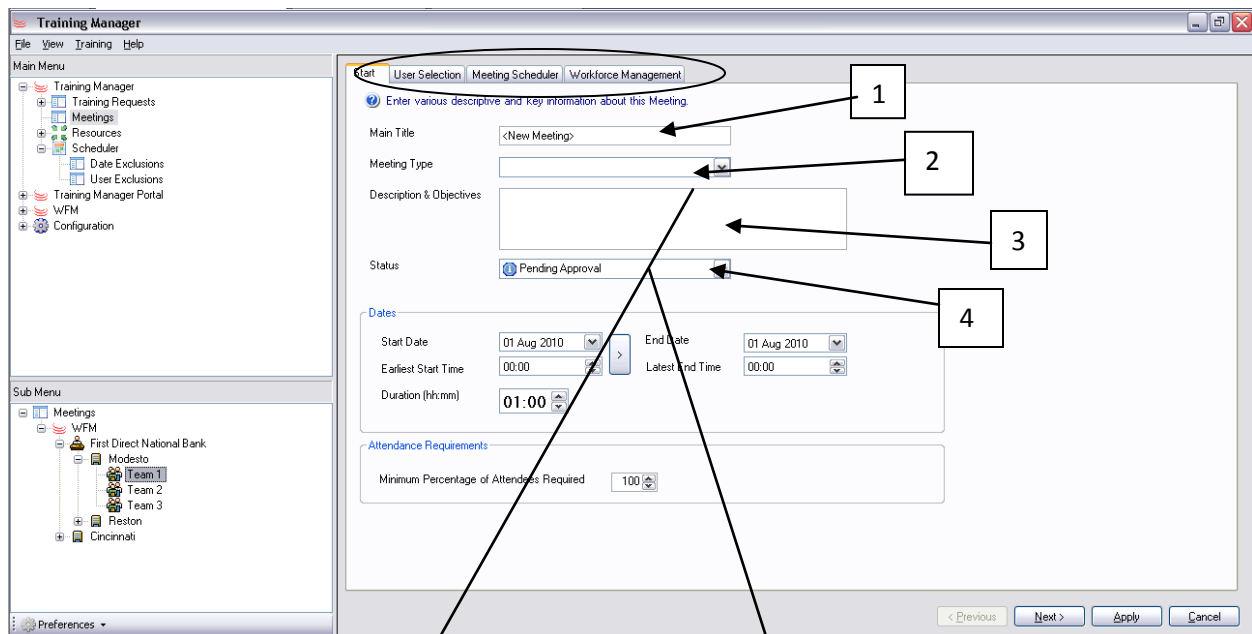 Training Manager
File View Training Help
Main Menu
Training Manager
Training Requests
Meetings
Resources
Scheduler
Date Exclusions
User Exclusions
Training Manager Portal
WFM
Configuration
Sub Menu
Meetings
WFM
First Direct National Bank
Modesto
Team 1
Team 2
Team 3
Reston
Cincinnati
Preferences
Start User Selection Meeting Scheduler Workforce Management
Enter various descriptive and key information about this Meeting.
Main Title <New Meeting>
Meeting Type
Description & Objectives
Status Pending Approval
1
2
3
4
Dates
Start Date 01 Aug 2010 > End Date 01 Aug 2010
Earliest Start Time 00:00 Latest End Time 00:00
Duration (hh:mm) 01:00
Attendance Requirements
Minimum Percentage of Attendees Required 100
< Previous Next > Apply Cancel